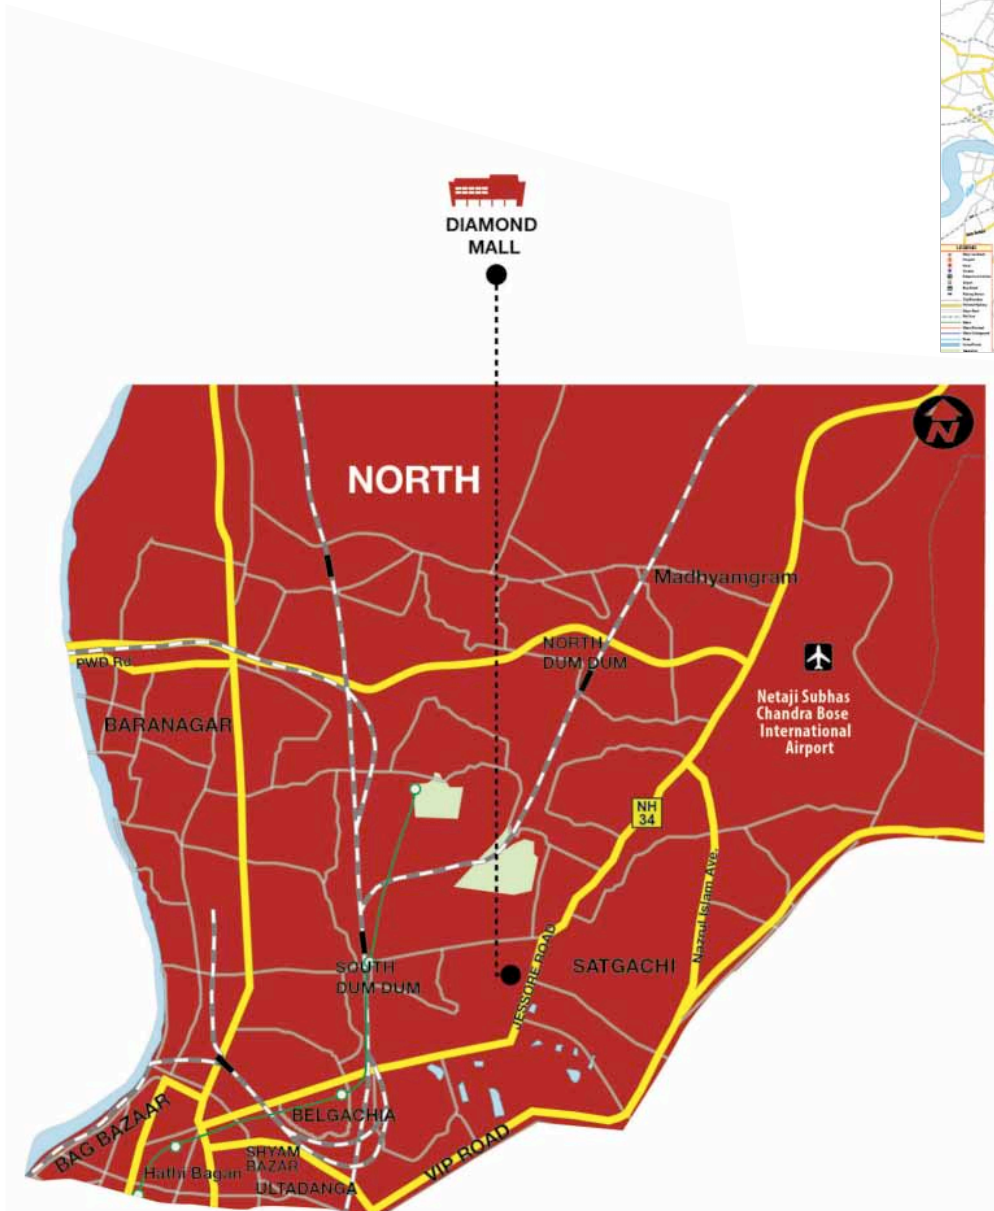 DIAMOND
MALL
LEGEND
N
NORTH
Madhyamgram
NORTH
DUM DUM
PWD Rd.
BARANAGAR
Netaji Subhas
Chandra Bose
International
Airport
NH
34
Nazrul Islam Ave.
JESSORE ROAD
SATGACHI
SOUTH
DUM DUM
BELGACHIA
BAG BAZAAR
SHYAM
BAZAR
Hathi Bagan
ULTADANGA
VIP ROAD